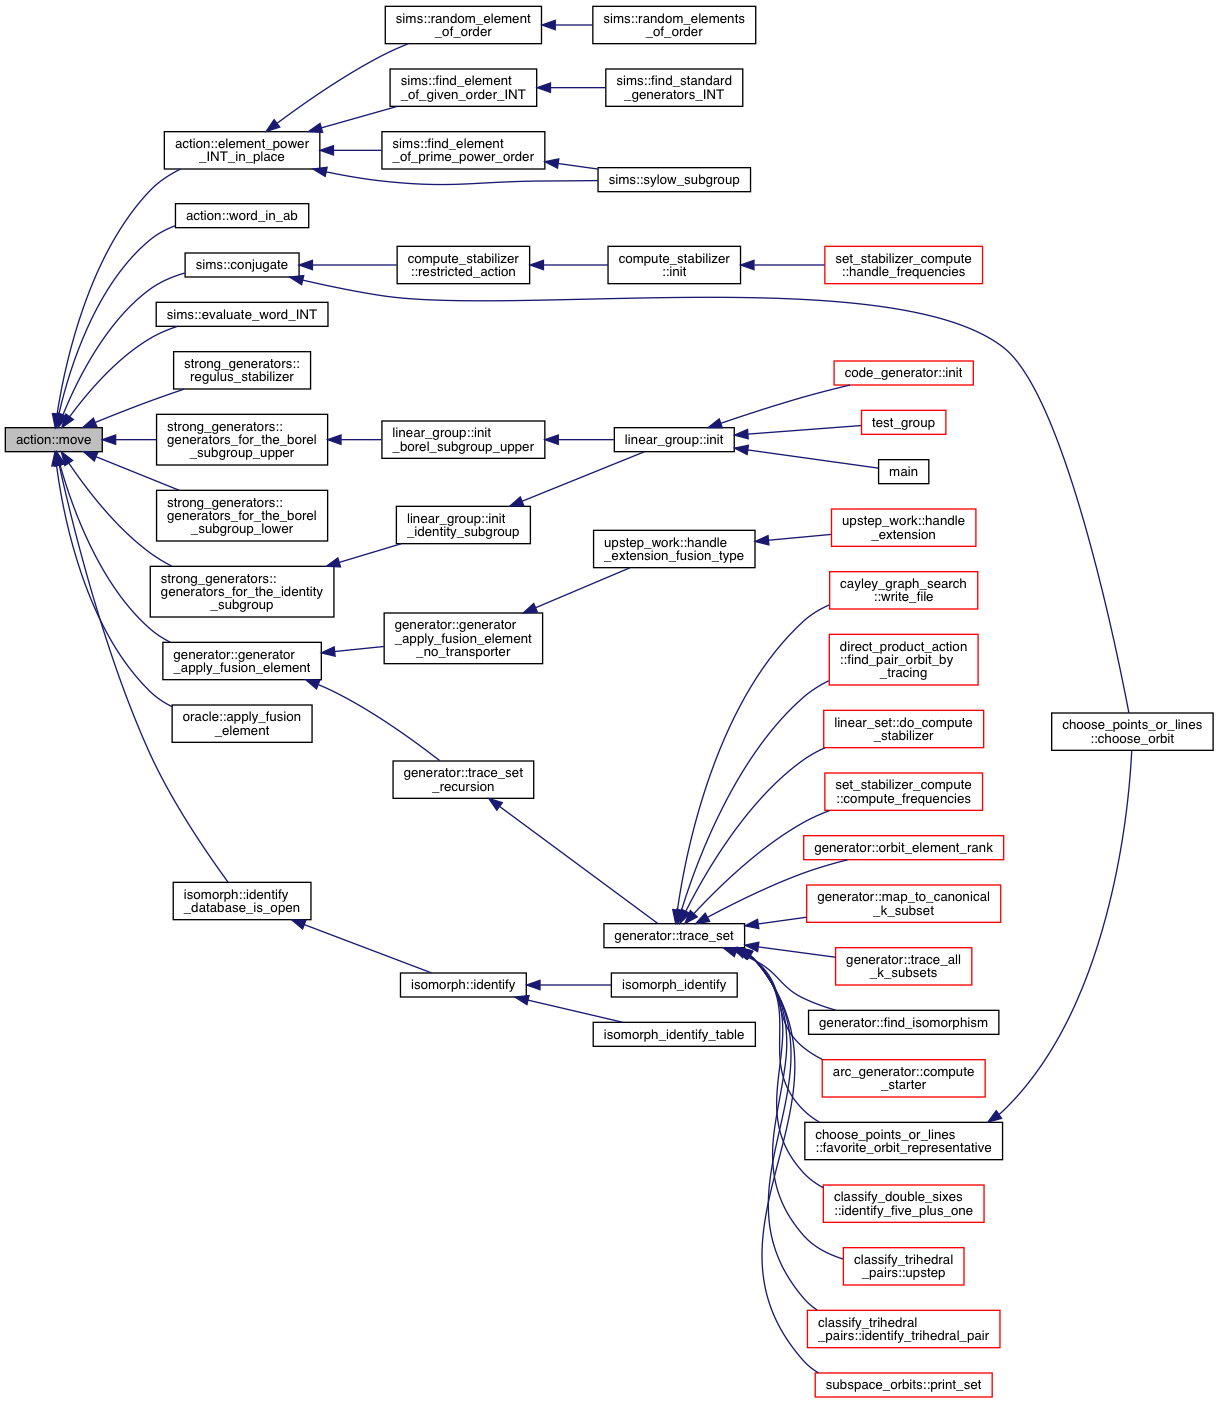 sims::random_element
_of_order
sims::random_elements
_of_order
sims::find_element
_of_given_order_INT
sims::find_standard
_generators_INT
action::element_power
_INT_in_place
sims::find_element
_of_prime_power_order
sims::sylow_subgroup
action::word_in_ab
sims::conjugate
compute_stabilizer
::restricted_action
compute_stabilizer
::init
set_stabilizer_compute
::handle_frequencies
sims::evaluate_word_INT
strong_generators::
regulus_stabilizer
code_generator::init
action::move
strong_generators::
generators_for_the_borel
_subgroup_upper
linear_group::init
_borel_subgroup_upper
linear_group::init
test_group
main
strong_generators::
generators_for_the_borel
_subgroup_lower
linear_group::init
_identity_subgroup
upstep_work::handle
_extension_fusion_type
upstep_work::handle
_extension
strong_generators::
generators_for_the_identity
_subgroup
cayley_graph_search
::write_file
generator::generator
_apply_fusion_element
generator::generator
_apply_fusion_element
_no_transporter
direct_product_action
::find_pair_orbit_by
_tracing
oracle::apply_fusion
_element
linear_set::do_compute
_stabilizer
choose_points_or_lines
::choose_orbit
generator::trace_set
_recursion
set_stabilizer_compute
::compute_frequencies
generator::orbit_element_rank
isomorph::identify
_database_is_open
generator::map_to_canonical
_k_subset
generator::trace_set
generator::trace_all
_k_subsets
isomorph::identify
isomorph_identify
generator::find_isomorphism
isomorph_identify_table
arc_generator::compute
_starter
choose_points_or_lines
::favorite_orbit_representative
classify_double_sixes
::identify_five_plus_one
classify_trihedral
_pairs::upstep
classify_trihedral
_pairs::identify_trihedral_pair
subspace_orbits::print_set